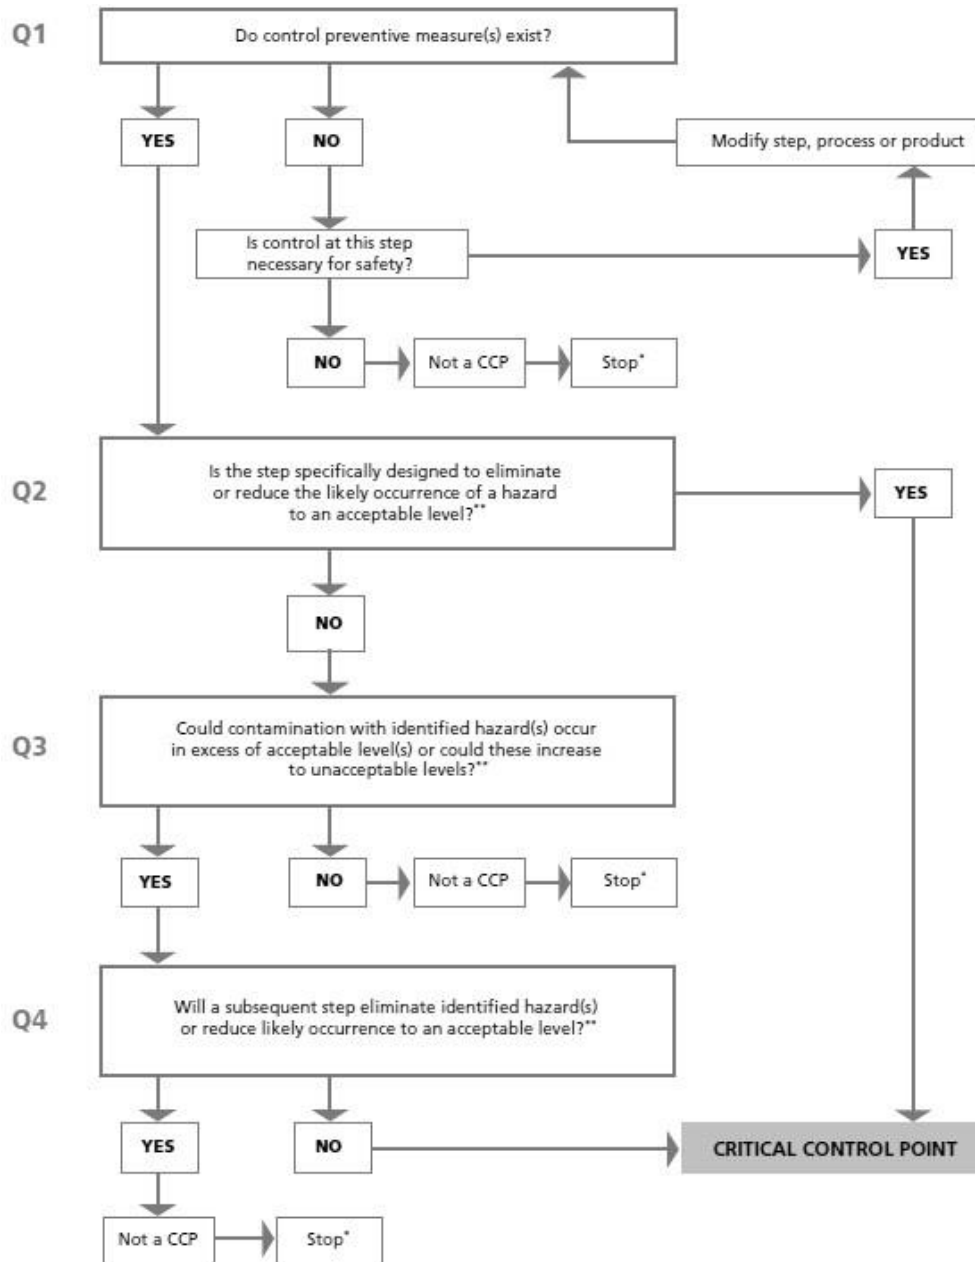 Q1
Do control preventive measure(s) exist?
YES
NO
Modify step, process or product
Is control at this step
necessary for safety?
YES
NO
Not a CCP
Stop*
Q2
Is the step specifically designed to eliminate
or reduce the likely occurrence of a hazard
to an acceptable level?**
YES
NO
Q3
Could contamination with identified hazard(s) occur
in excess of acceptable level(s) or could these increase
to unacceptable levels?**
YES
NO
Not a CCP
Stop*
Q4
Will a subsequent step eliminate identified hazard(s)
or reduce likely occurrence to an acceptable level?**
YES
NO
CRITICAL CONTROL POINT
Not a CCP
Stop*